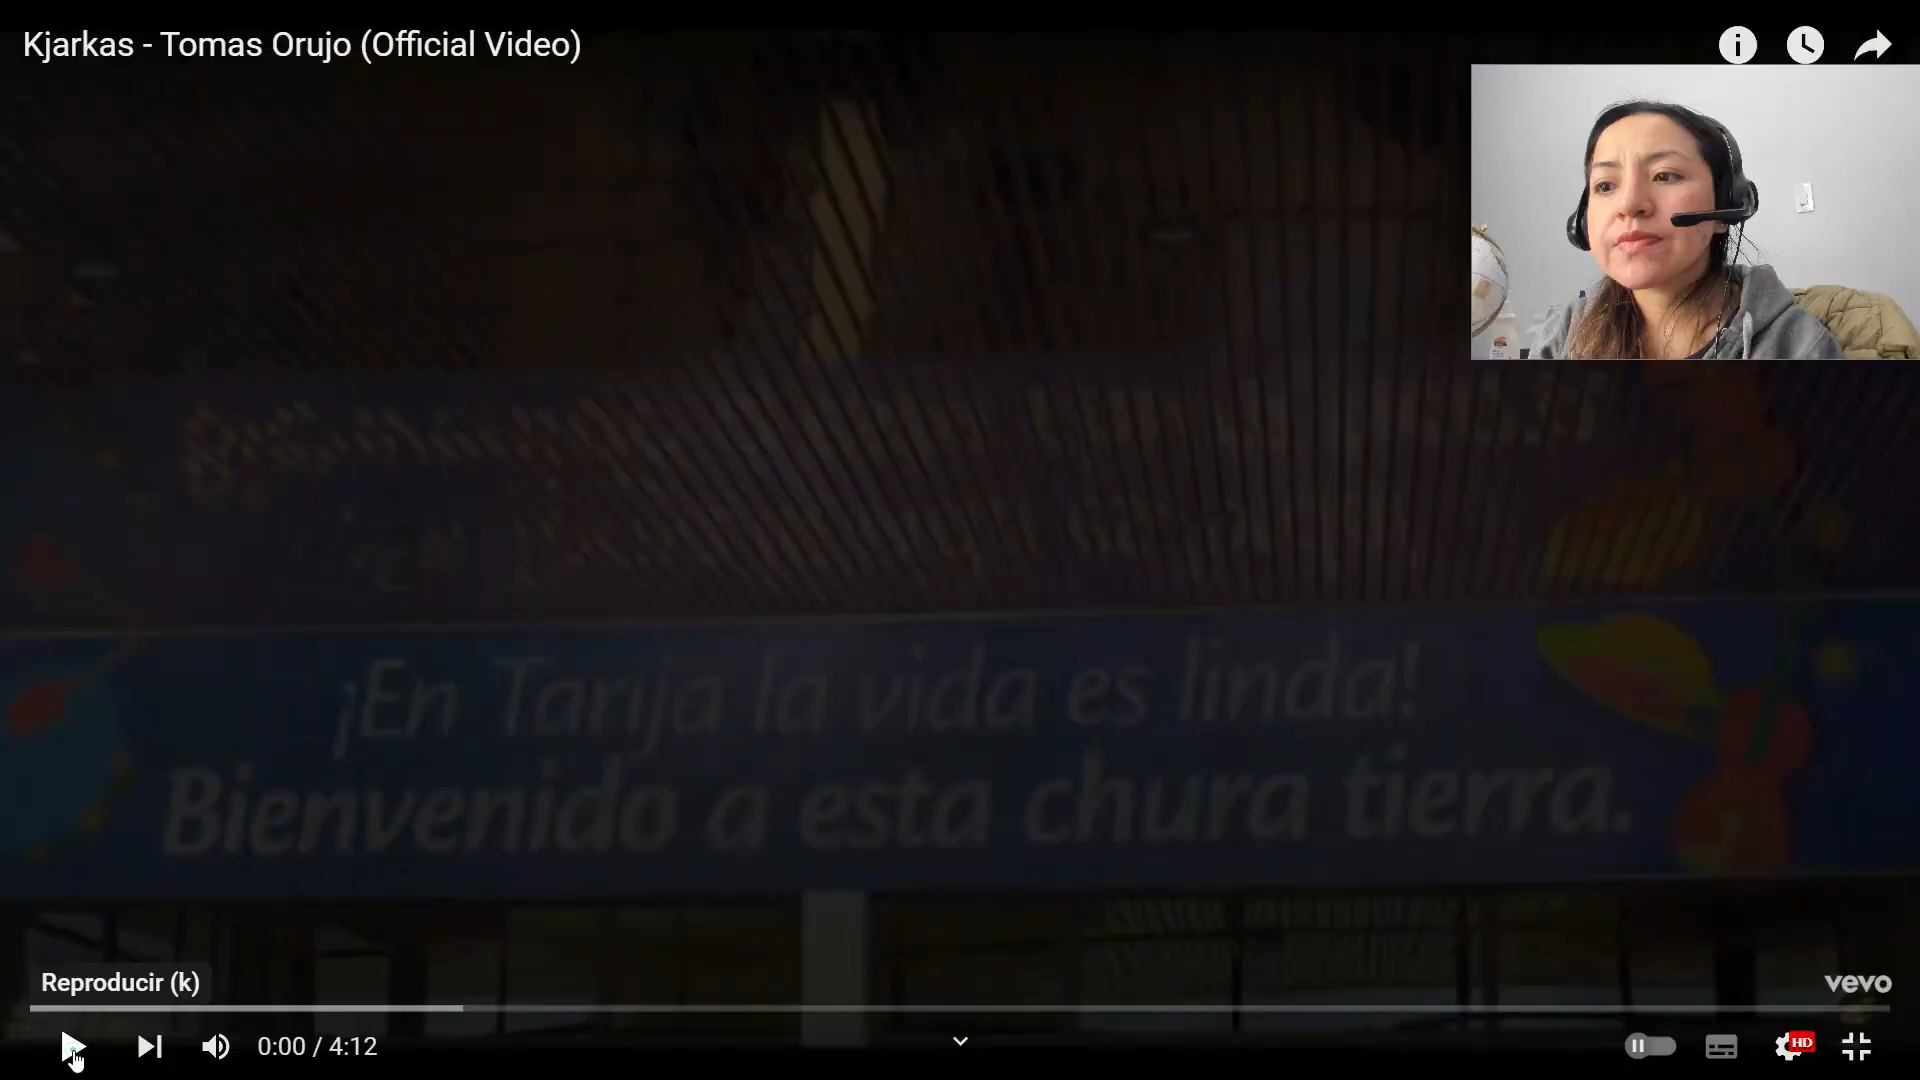 Kjarkas - Tomas Orujo (Official Video)
¡En Tarija la vida es linda!
Bienvenido a esta chura tierra.
Reproducir (k)
vevo
0:00 / 4:12
HD